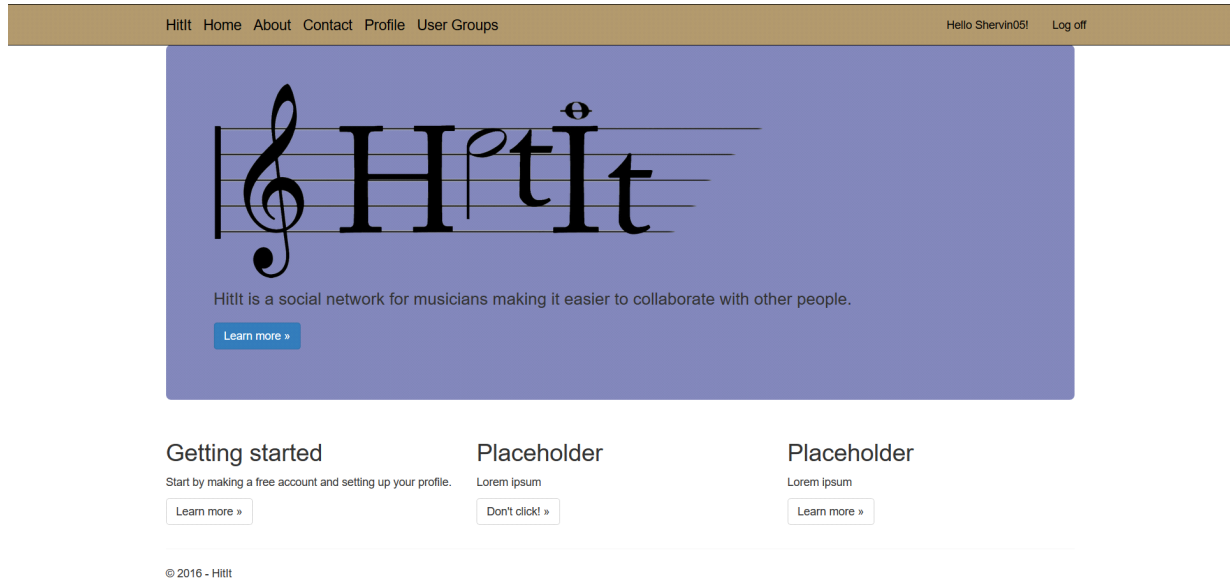 HitIt Home About Contact Profile User Groups Hello Shervin05! Log off
HitIt
HitIt is a social network for musicians making it easier to collaborate with other people.
Learn more »
Getting started Placeholder Placeholder
Start by making a free account and setting up your profile. Lorem ipsum Lorem ipsum
Learn more » Don't click! » Learn more »
© 2016 - HitIt